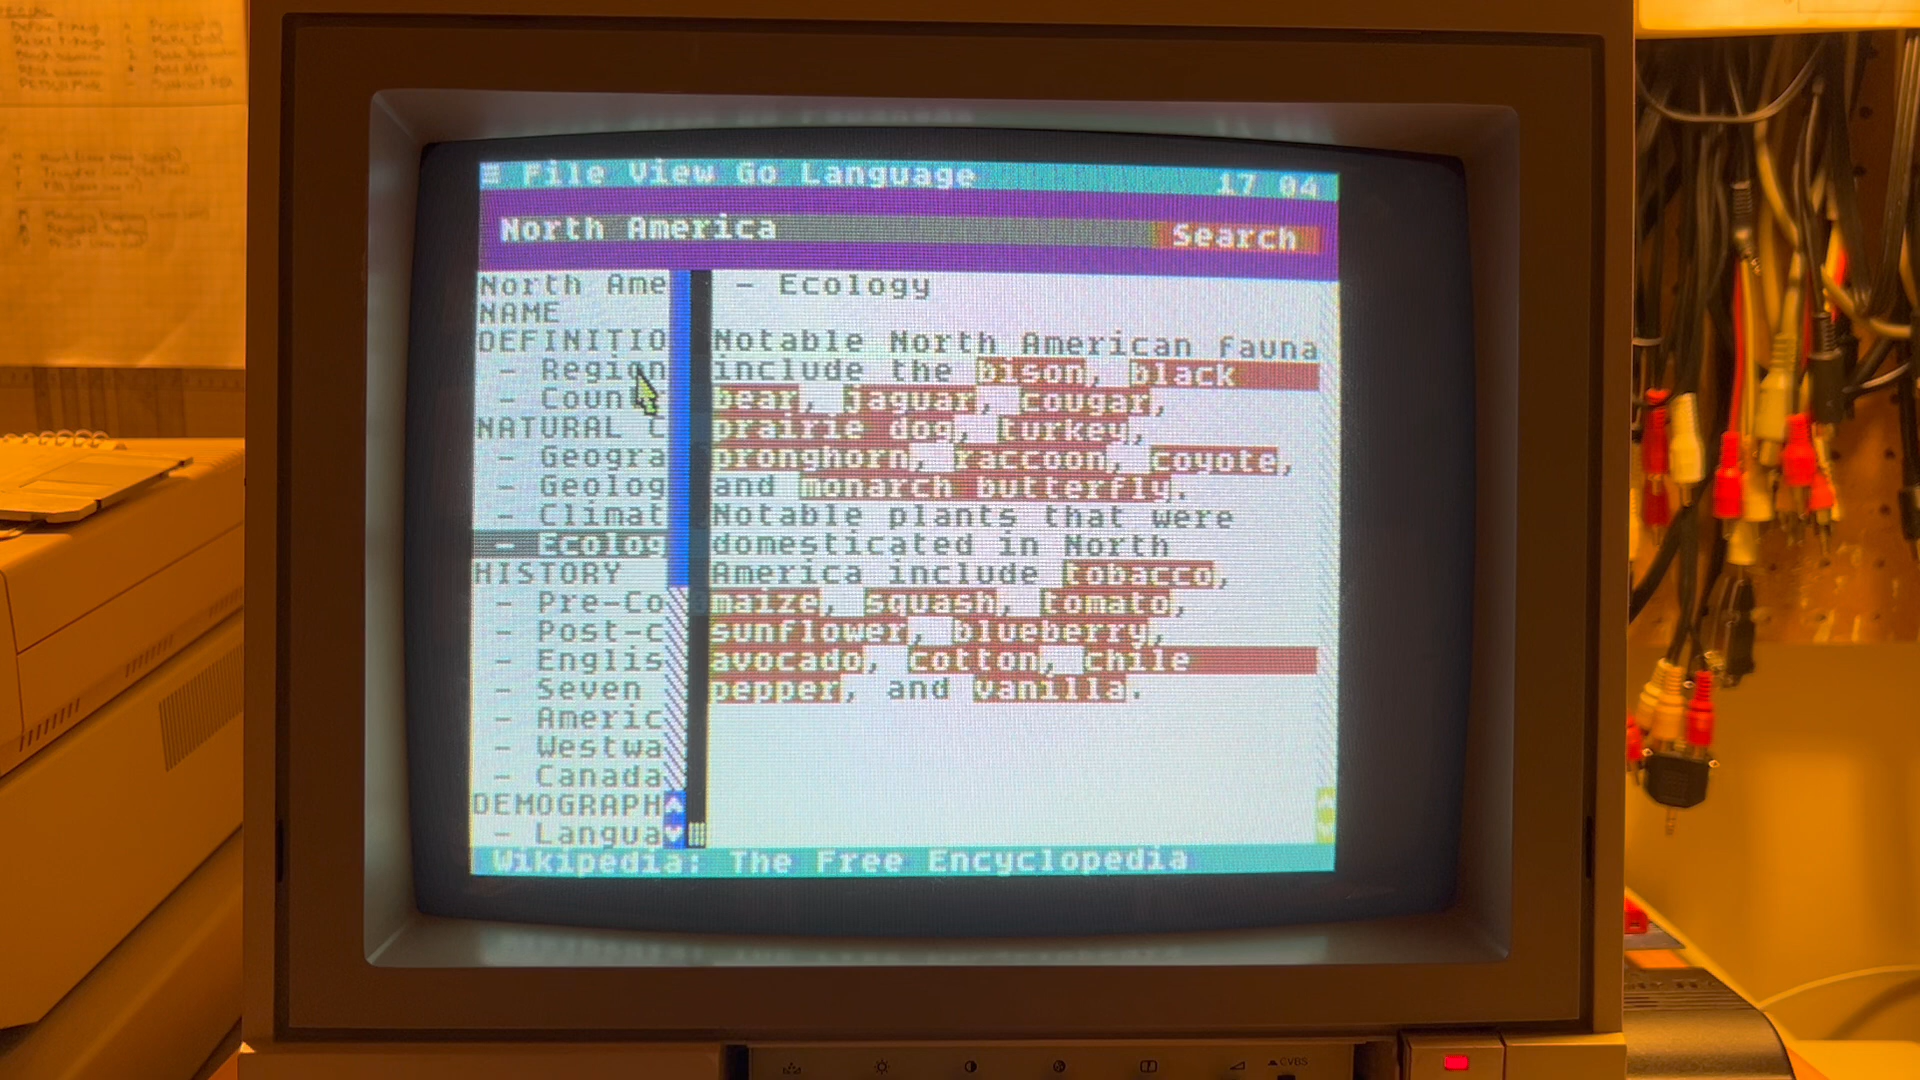 ≡ File View Go Language 17 04
North America Search
North Ame
NAME
DEFINITIO
- Region
- Coun
NATURAL C
- Geogra
- Geolog
- Climat
- Ecolog
HISTORY
- Pre-Co
- Post-c
- Englis
- Seven
- Americ
- Westwa
- Canada
DEMOGRAPH
- Langua
- Ecology
Notable North American fauna
include the bison, black
bear, jaguar, cougar,
prairie dog, turkey,
pronghorn, raccoon, coyote,
and monarch butterfly.
Notable plants that were
domesticated in North
America include tobacco,
maize, squash, tomato,
sunflower, blueberry,
avocado, cotton, chile
pepper, and vanilla.
Wikipedia: The Free Encyclopedia
CVBS